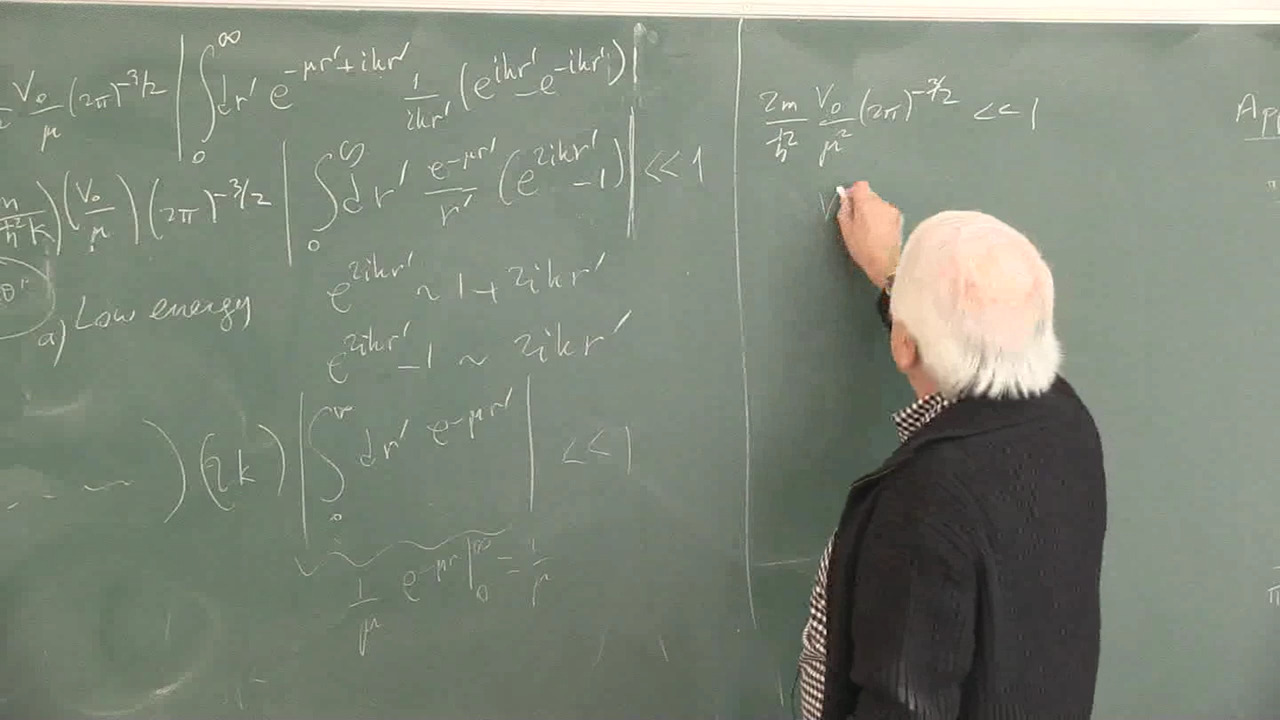 V₀/μ (2π)^{-3/2} | ∫₀^∞ dr' e^{-μr'+ikr'} 1/(2ikr') (e^{ikr'} - e^{-ikr'}) |
m/(ħ²k) ) (V₀/μ) (2π)^{-3/2} | ∫₀^∞ dr' e^{-μr'}/r' (e^{2ikr'} - 1) | << 1
e^{2ikr'} ~ 1 + 2ikr'
a) Low energy
e^{2ikr'} - 1 ~ 2ikr'
) (2k) | ∫₀^∞ dr' e^{-μr'} | << 1
1/μ e^{-μr} |₀^∞ = 1/μ
2m/ħ² V₀/μ² (2π)^{-3/2} << 1
V
App